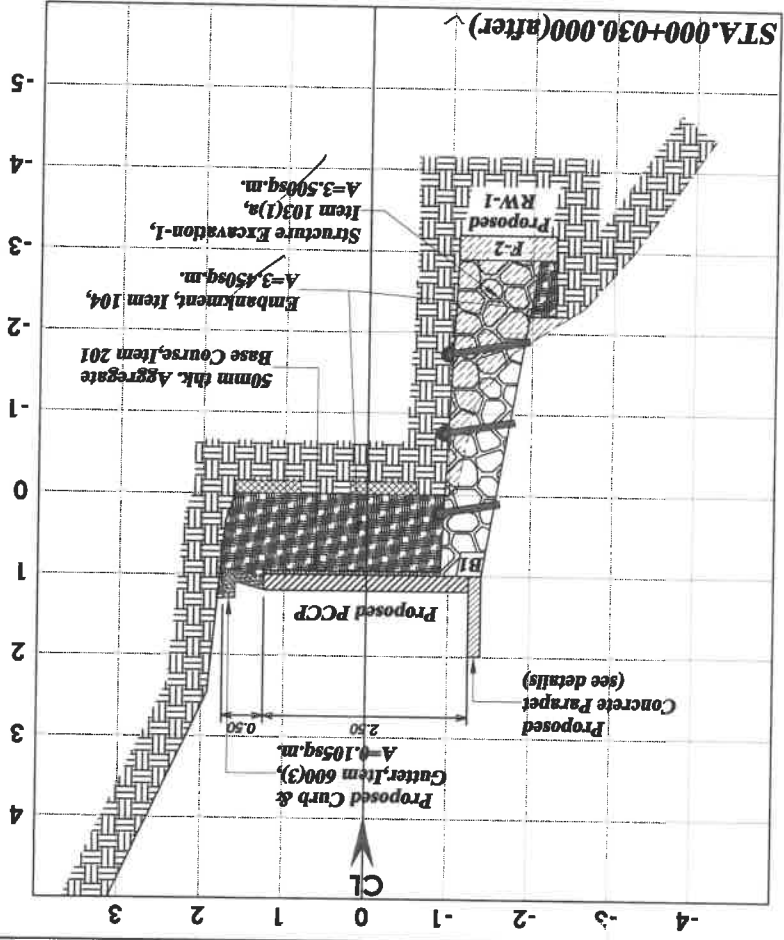 -4 -3 -2 -1 0 1 2 3
CL
Proposed Curb &
Gutter,Item 600(3),
A=0.105sq.m.
2.50
0.50
Proposed
Concrete Parapet
(see details)
Proposed PCCP
B1
50mm thk. Aggregate
Base Course,Item 201
Embankment, Item 104,
A=3.450sq.m.
Structure Excavation-1,
Item 103(1)a,
A=3.500sq.m.
F-2
Proposed
RW-1
4
3
2
1
0
-1
-2
-3
-4
-5
STA.000+030.000(after)